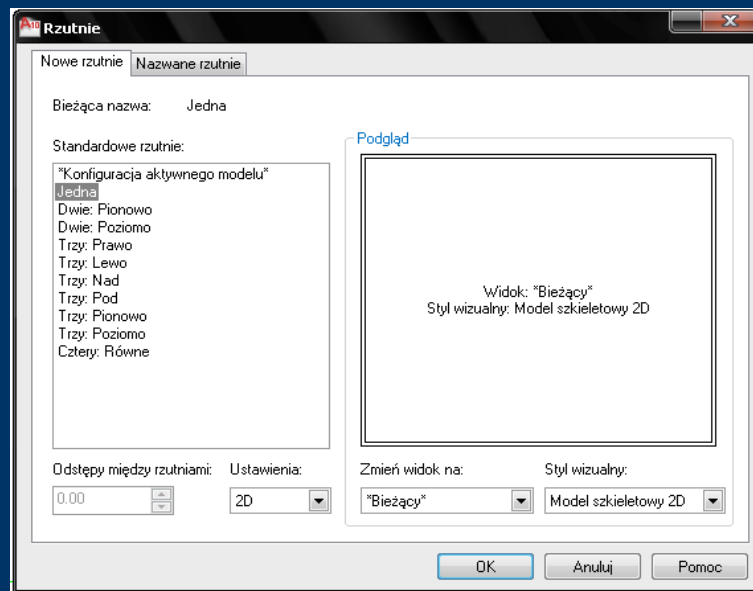 A10 Rzutnie
Nowe rzutnie Nazwane rzutnie
Bieżąca nazwa: Jedna
Standardowe rzutnie:
*Konfiguracja aktywnego modelu*
Jedna
Dwie: Pionowo
Dwie: Poziomo
Trzy: Prawo
Trzy: Lewo
Trzy: Nad
Trzy: Pod
Trzy: Pionowo
Trzy: Poziomo
Cztery: Równe
Podgląd
Widok: *Bieżący*
Styl wizualny: Model szkieletowy 2D
Odstępy między rzutniami: Ustawienia: Zmień widok na: Styl wizualny:
0.00 2D *Bieżący* Model szkieletowy 2D
OK Anuluj Pomoc